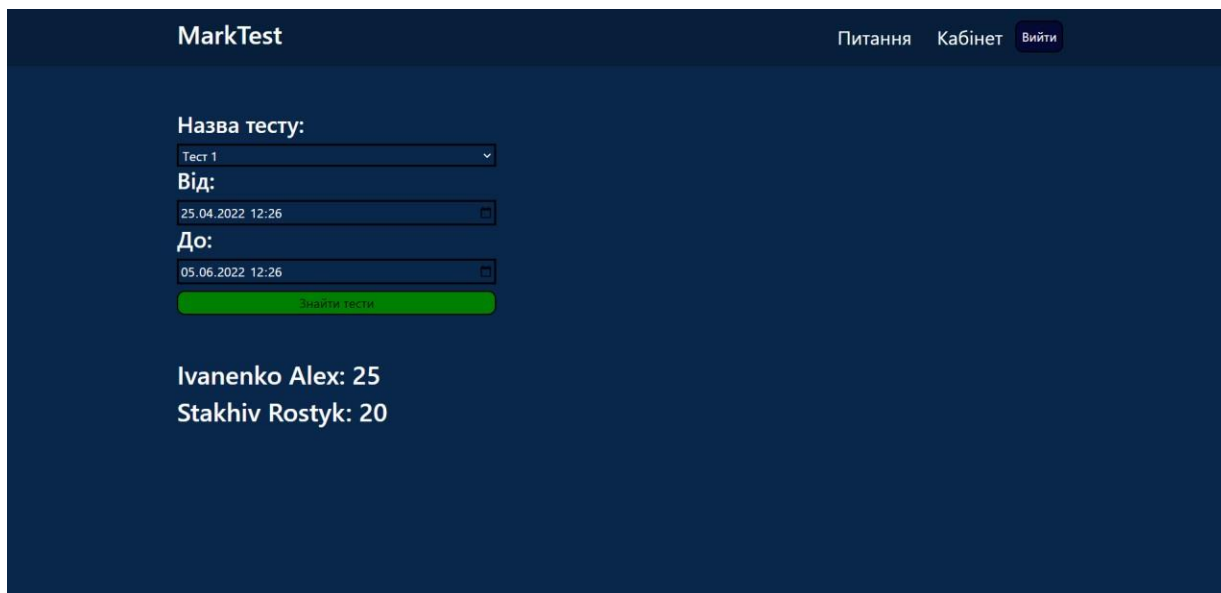 MarkTest
Питання Кабінет Вийти
Назва тесту:
Тест 1
Від:
25.04.2022 12:26
До:
05.06.2022 12:26
Знайти тести
Ivanenko Alex: 25
Stakhiv Rostyk: 20